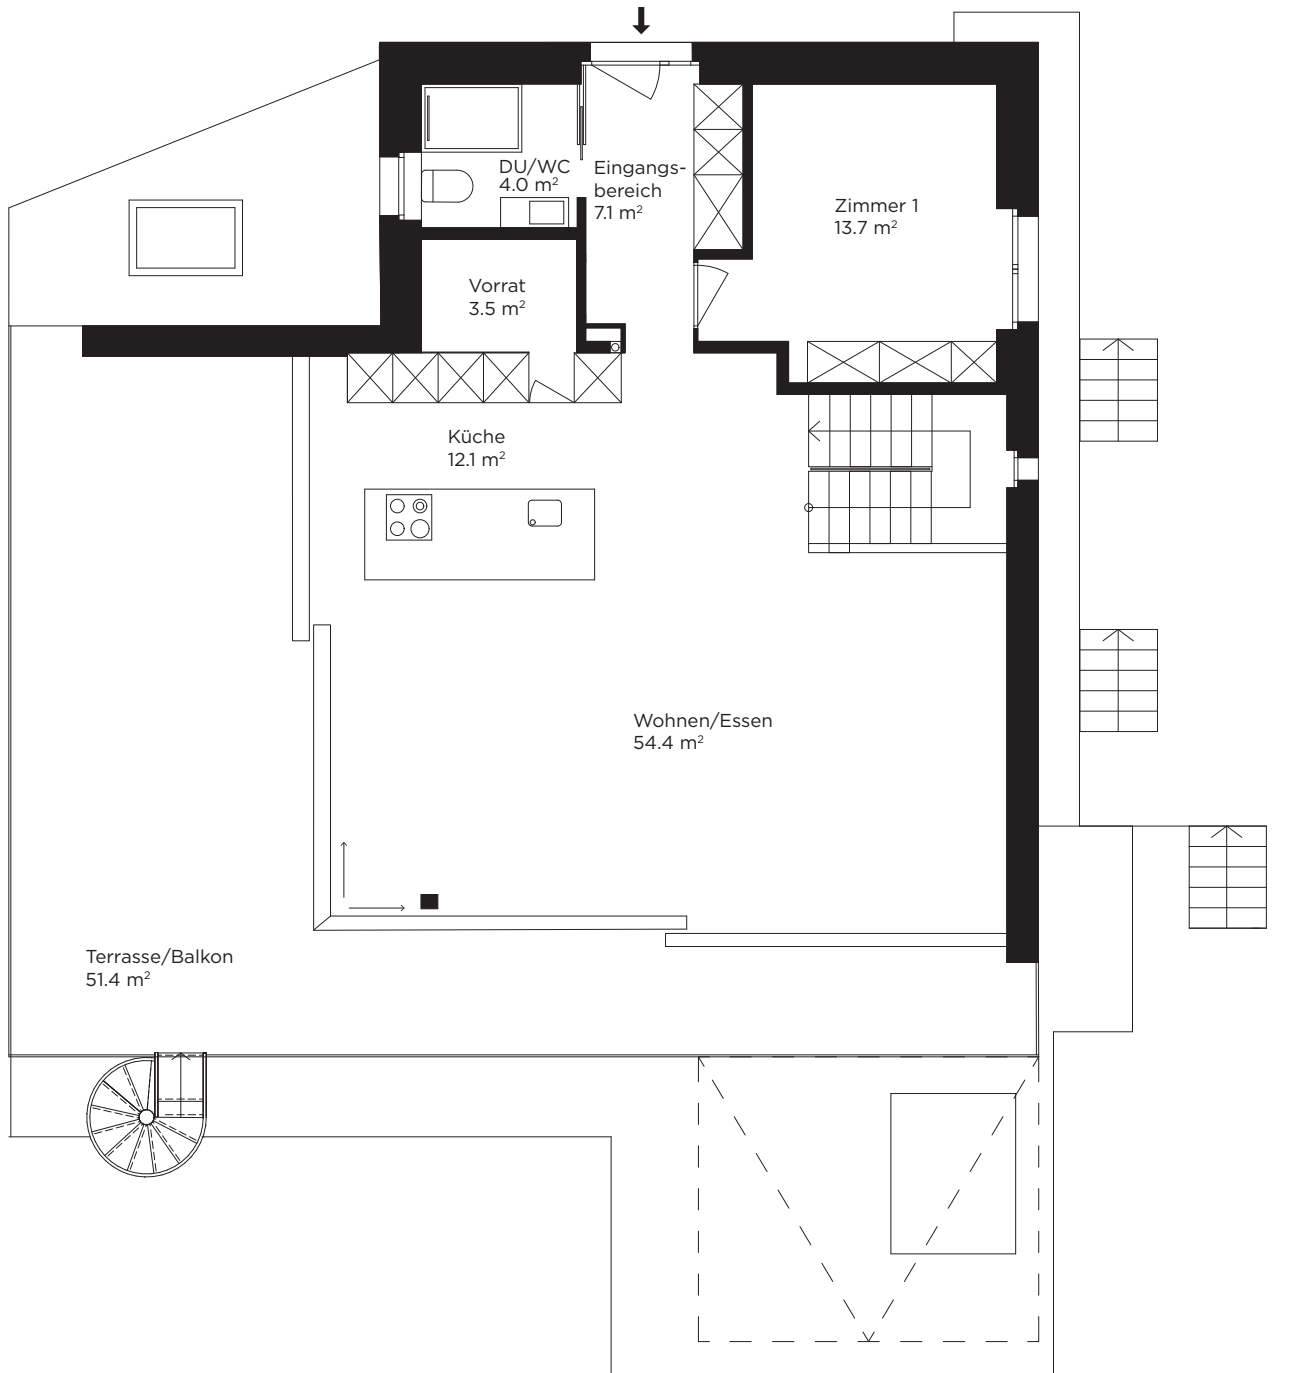 DU/WC
4.0 m²
Eingangs-
bereich
7.1 m²
Zimmer 1
13.7 m²
Vorrat
3.5 m²
Küche
12.1 m²
Wohnen/Essen
54.4 m²
Terrasse/Balkon
51.4 m²